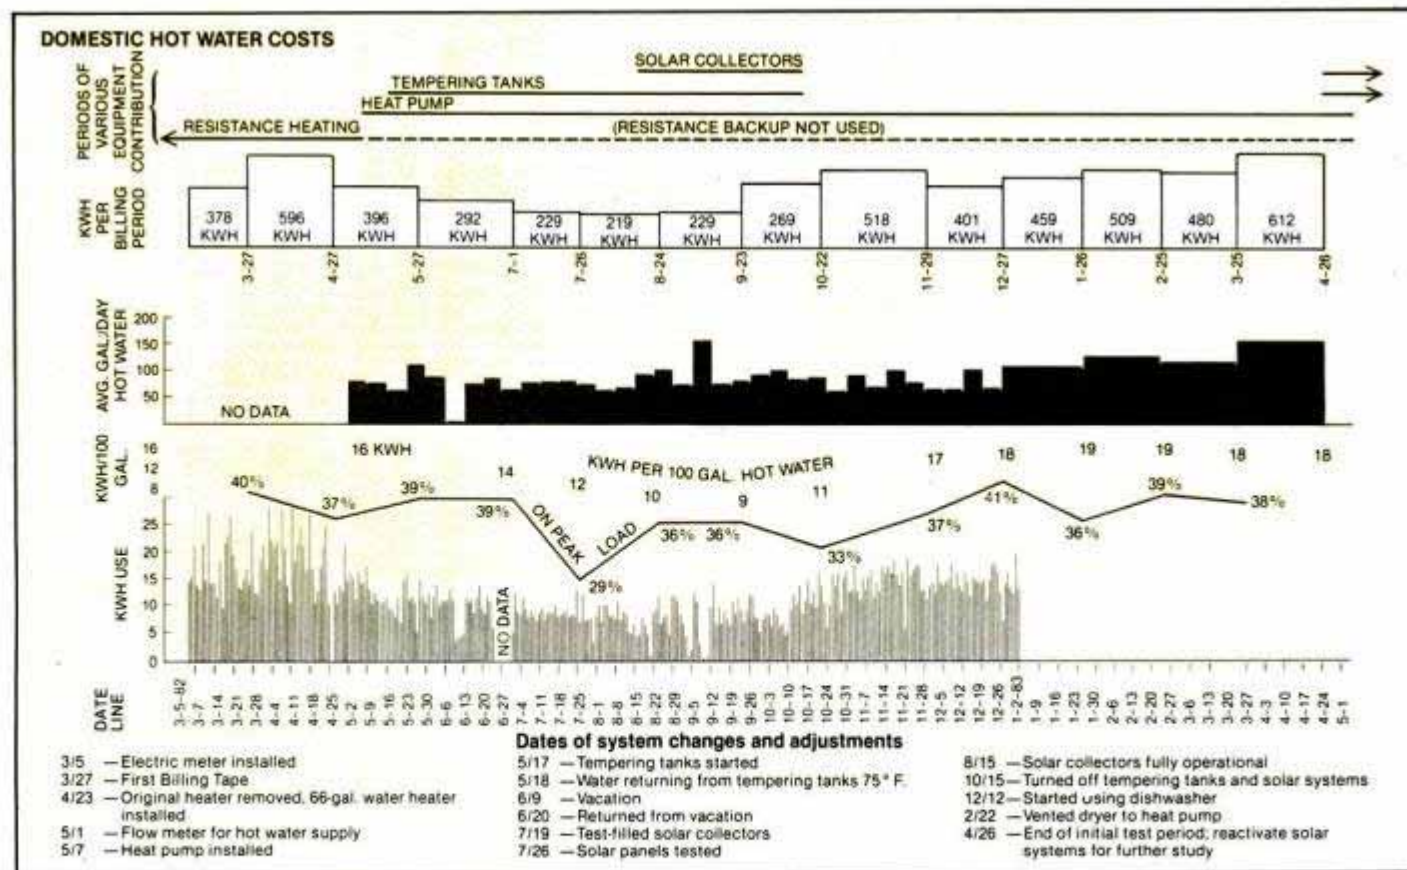 DOMESTIC HOT WATER COSTS
PERIODS OF
VARIOUS
EQUIPMENT
CONTRIBUTION
SOLAR COLLECTORS
TEMPERING TANKS
HEAT PUMP
RESISTANCE HEATING
(RESISTANCE BACKUP NOT USED)
KWH
PER
BILLING
PERIOD
378 596 396 292 229 219 229 269 518 401 459 509 480 612
KWH KWH KWH KWH KWH KWH KWH KWH KWH KWH KWH KWH KWH KWH
3-27 4-27 5-27 7-1 7-26 8-24 9-23 10-22 11-29 12-27 1-26 2-25 3-25 4-26
AVG. GAL./DAY
HOT WATER
200
150
100
50
NO DATA
KWH/100
GAL.
16
12
8
16 KWH 14 12 10 9 11 17 18 19 19 18 18
KWH PER 100 GAL. HOT WATER
40% 37% 39% 39% 29% 36% 36% 33% 37% 41% 36% 39% 38%
ON PEAK
LOAD
KWH USE
25
20
15
10
5
0
NO DATA
DATE
LINE
3-5-82 3-7 3-14 3-21 3-28 4-4 4-11 4-18 4-25 5-2 5-9 5-16 5-23 5-30 6-6 6-13 6-20 6-27 7-4 7-11 7-18 7-25 8-1 8-8 8-15 8-22 8-29 9-5 9-12 9-19 9-26 10-3 10-10 10-17 10-24 10-31 11-7 11-14 11-21 11-28 12-5 12-12 12-19 12-26 1-2-83 1-9 1-16 1-23 1-30 2-6 2-13 2-20 2-27 3-6 3-13 3-20 3-27 4-3 4-10 4-17 4-24 5-1
Dates of system changes and adjustments
3/5 — Electric meter installed
3/27 — First Billing Tape
4/23 — Original heater removed, 66-gal. water heater
installed
5/1 — Flow meter for hot water supply
5/7 — Heat pump installed
5/17 — Tempering tanks started
5/18 — Water returning from tempering tanks 75° F.
6/9 — Vacation
6/20 — Returned from vacation
7/19 — Test-filled solar collectors
7/26 — Solar panels tested
8/15 — Solar collectors fully operational
10/15 — Turned off tempering tanks and solar systems
12/12 — Started using dishwasher
2/22 — Vented dryer to heat pump
4/26 — End of initial test period; reactivate solar
systems for further study